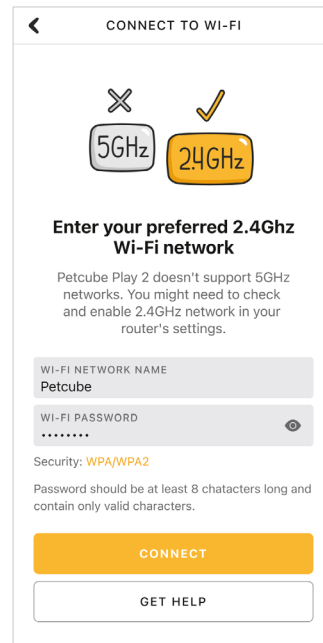 CONNECT TO WI-FI
5GHz
2.4GHz
Enter your preferred 2.4Ghz
Wi-Fi network
Petcube Play 2 doesn't support 5GHz
networks. You might need to check
and enable 2.4GHz network in your
router's settings.
WI-FI NETWORK NAME
Petcube
WI-FI PASSWORD
••••••••
Security: WPA/WPA2
Password should be at least 8 chatacters long and
contain only valid characters.
CONNECT
GET HELP